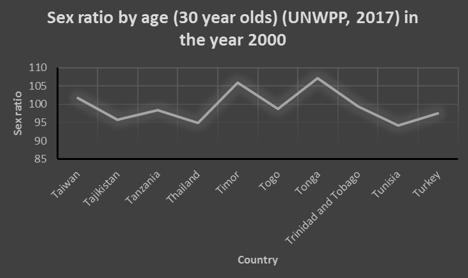 Sex ratio by age (30 year olds) (UNWPP, 2017) in
the year 2000
110
105
100
95
90
85
Sex ratio
Taiwan
Tajikistan
Tanzania
Thailand
Timor
Togo
Tonga
Trinidad and Tobago
Tunisia
Turkey
Country